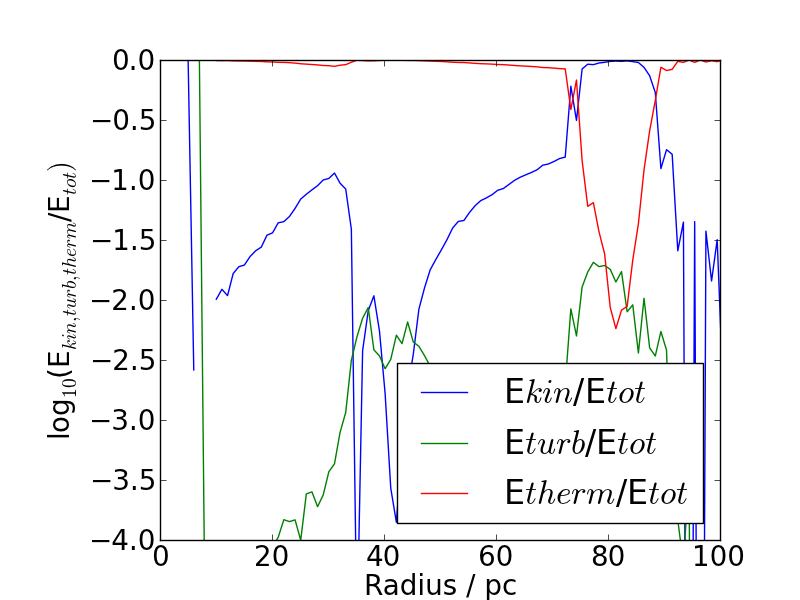 0.0
−0.5
−1.0
−1.5
−2.0
−2.5
−3.0
−3.5
−4.0
log10(Ekin,turb,therm/Etot)
Ekin/Etot
Eturb/Etot
Etherm/Etot
0 20 40 60 80 100
Radius / pc